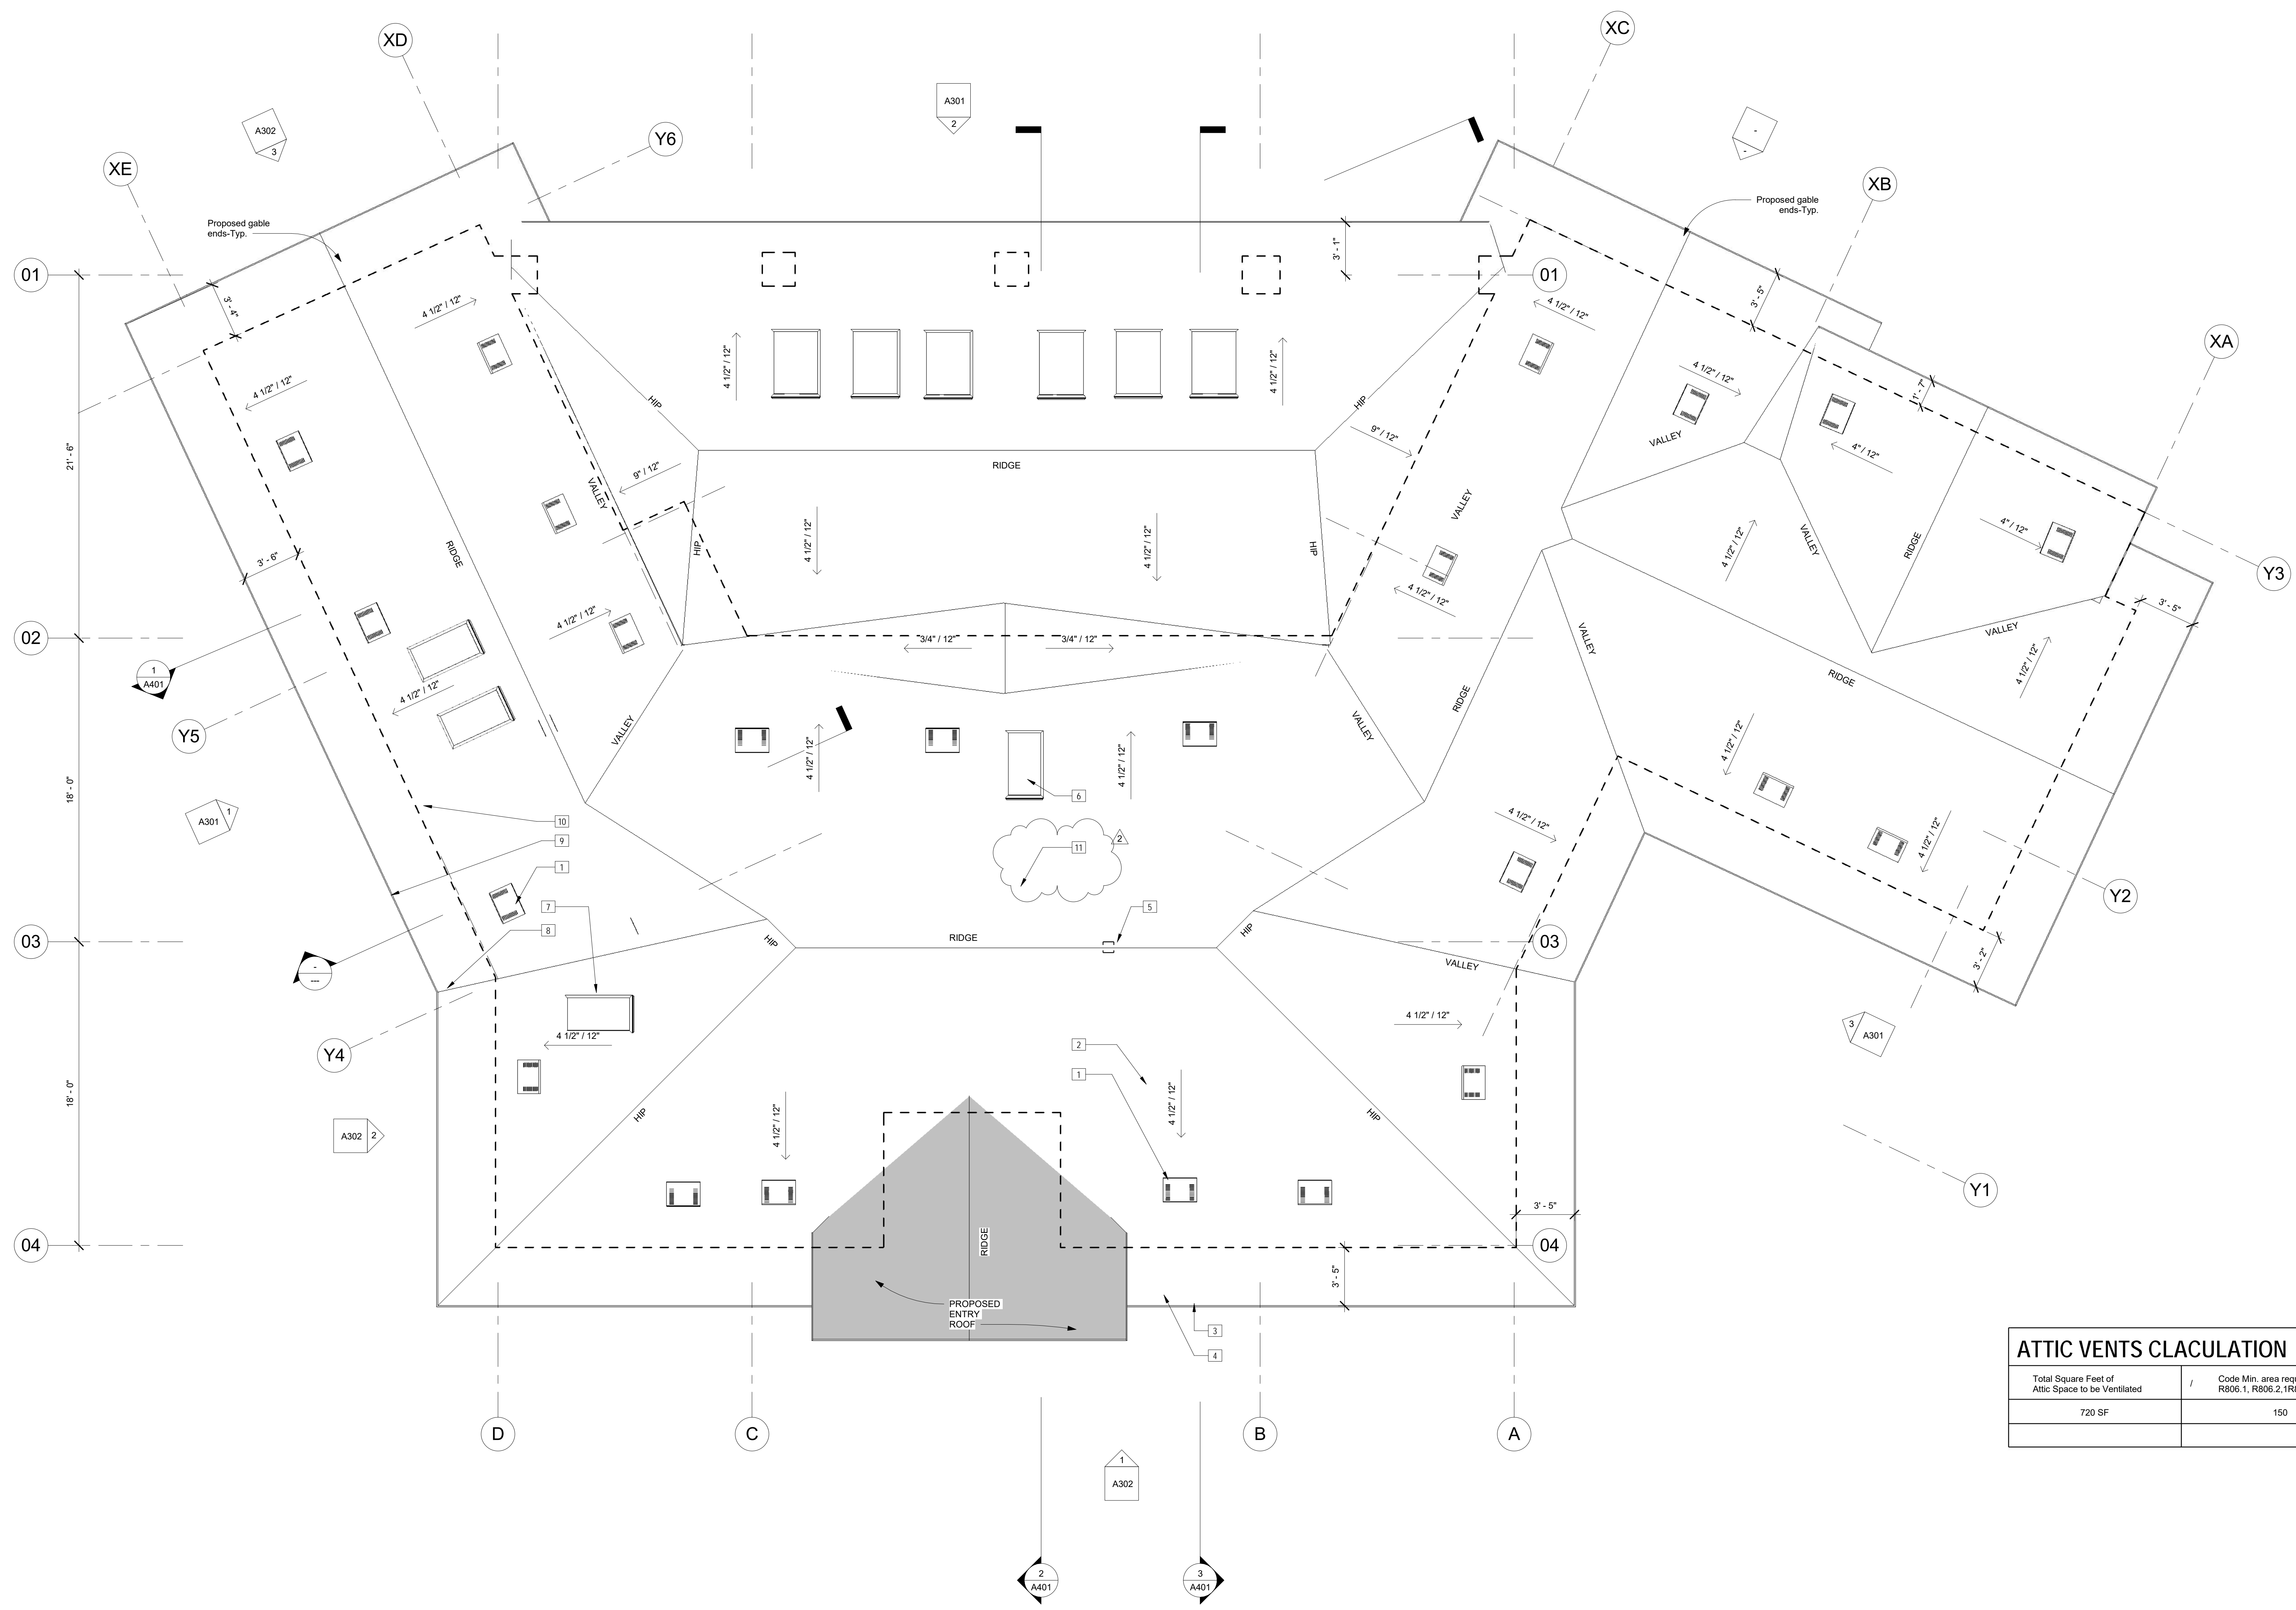 XD
XC
A301
2
A302
3
Y6
-
-
XE
XB
Proposed gable
ends-Typ.
Proposed gable
ends-Typ.
01
3' - 1"
01
3' - 4"
3' - 5"
4 1/2" / 12"
4 1/2" / 12"
XA
4 1/2" / 12"
4 1/2" / 12"
4 1/2" / 12"
4 1/2" / 12"
1' - 7"
HIP
HIP
21' - 6"
9" / 12"
VALLEY
4" / 12"
RIDGE
9" / 12"
VALLEY
VALLEY
4" / 12"
RIDGE
4 1/2" / 12"
4 1/2" / 12"
4 1/2" / 12"
VALLEY
RIDGE
HIP
HIP
3' - 6"
Y3
4 1/2" / 12"
4 1/2" / 12"
3' - 5"
02
3/4" / 12"
3/4" / 12"
VALLEY
VALLEY
4 1/2" / 12"
1
A401
4 1/2" / 12"
RIDGE
RIDGE
Y5
VALLEY
VALLEY
4 1/2" / 12"
4 1/2" / 12"
4 1/2" / 12"
18' - 0"
6
A301
1
10
9
1
4 1/2" / 12"
4 1/2" / 12"
2
11
Y2
7
8
5
03
HIP
RIDGE
HIP
03
VALLEY
3' - 2"
-
---
4 1/2" / 12"
4 1/2" / 12"
3
A301
Y4
2
1
18' - 0"
4 1/2" / 12"
4 1/2" / 12"
HIP
HIP
A302
2
Y1
3' - 5"
04
RIDGE
04
3' - 5"
PROPOSED
ENTRY
ROOF
3
4
ATTIC VENTS CLACULATION
Total Square Feet of
Attic Space to be Ventilated
/
Code Min. area
R806.1, R806.2,
720 SF
150
D
C
B
A
1
A302
2
A401
3
A401